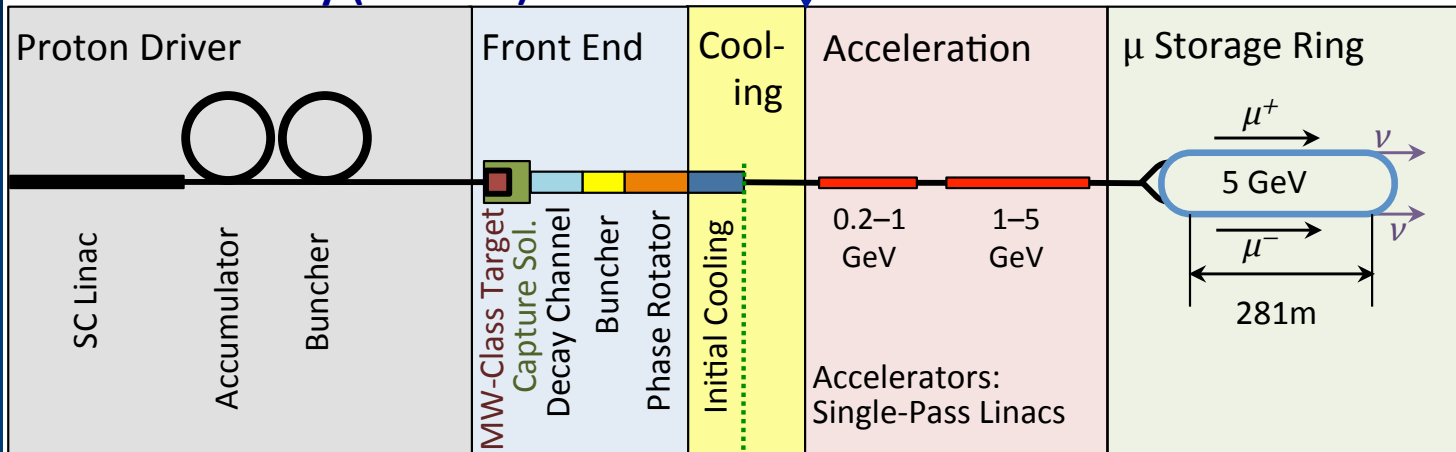 Proton Driver
SC Linac
Accumulator
Buncher
Front End
MW-Class Target
Capture Sol.
Decay Channel
Buncher
Phase Rotator
Cool-
ing
Initial Cooling
Acceleration
0.2–1
GeV
1–5
GeV
Accelerators:
Single-Pass Linacs
μ Storage Ring
μ⁺
ν
5 GeV
ν
μ⁻
281m